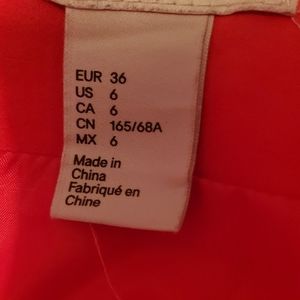 EUR 36
US 6
CA 6
CN 165/68A
MX 6
Made in
China
Fabriqué en
Chine